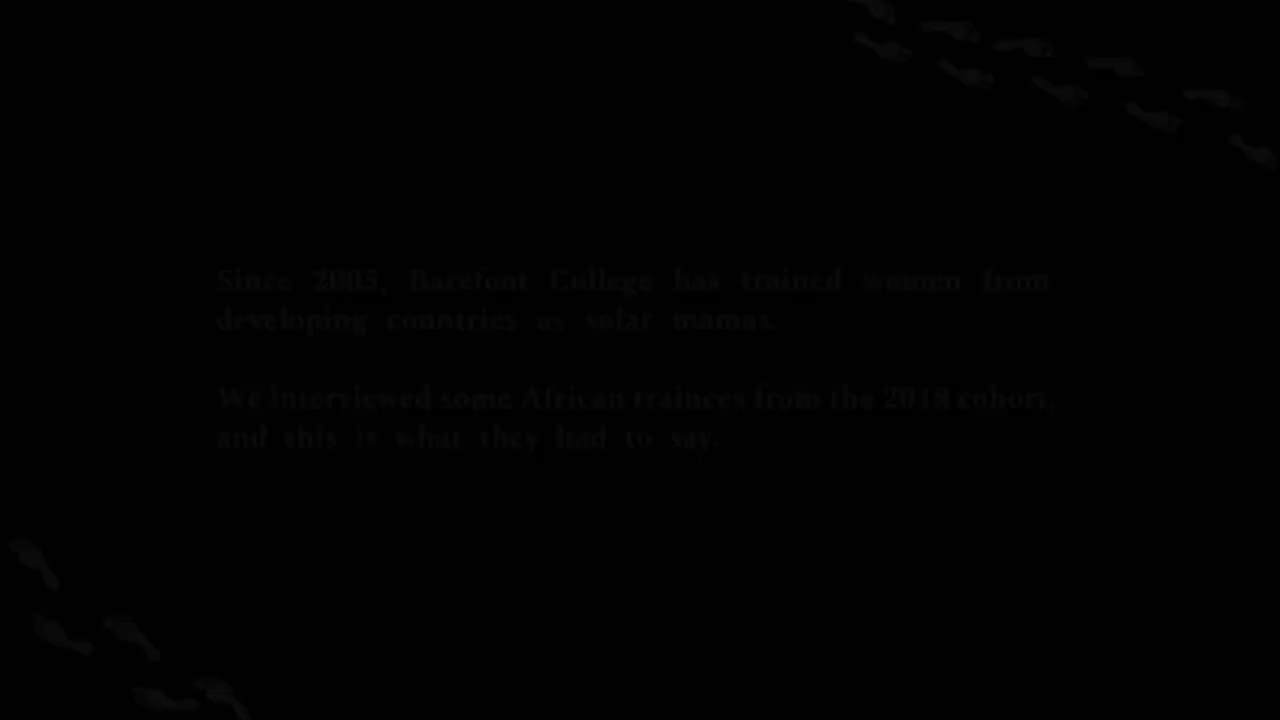 Since 2005, Barefoot College has trained women from
developing countries as solar mamas.
We interviewed some African trainees from the 2018 cohort,
and this is what they had to say.